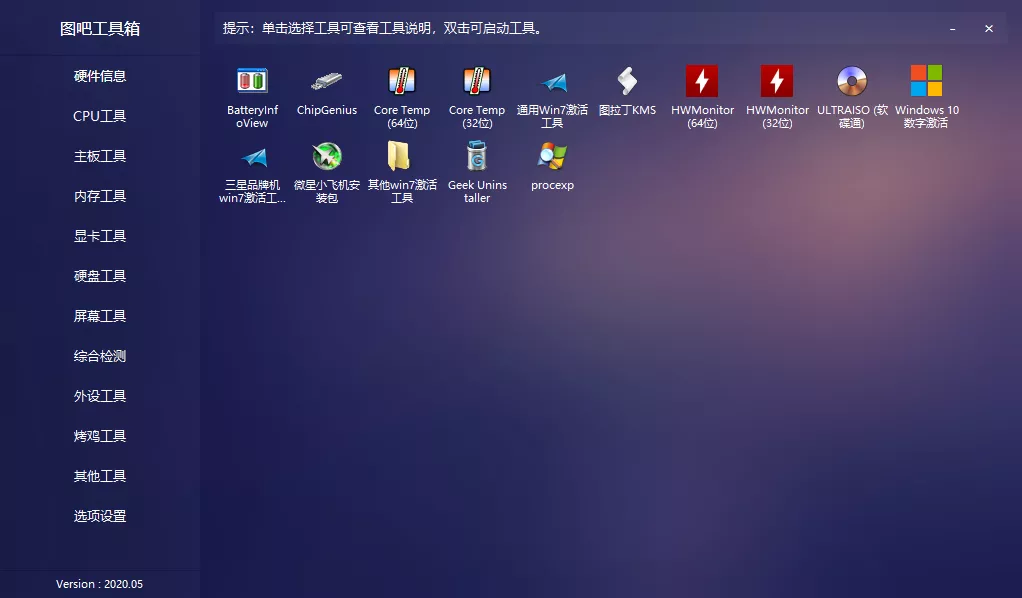 图吧工具箱
提示：单击选择工具可查看工具说明，双击可启动工具。
硬件信息
CPU工具
主板工具
内存工具
显卡工具
硬盘工具
屏幕工具
综合检测
外设工具
烤鸡工具
其他工具
选项设置
Version : 2020.05
BatteryInf
oView
ChipGenius
Core Temp
(64位)
Core Temp
(32位)
通用Win7激活
工具
图拉丁KMS
HWMonitor
(64位)
HWMonitor
(32位)
ULTRAISO (软
碟通)
Windows 10
数字激活
三星品牌机
win7激活工...
微星小飞机安
装包
其他win7激活
工具
Geek Unins
taller
procexp